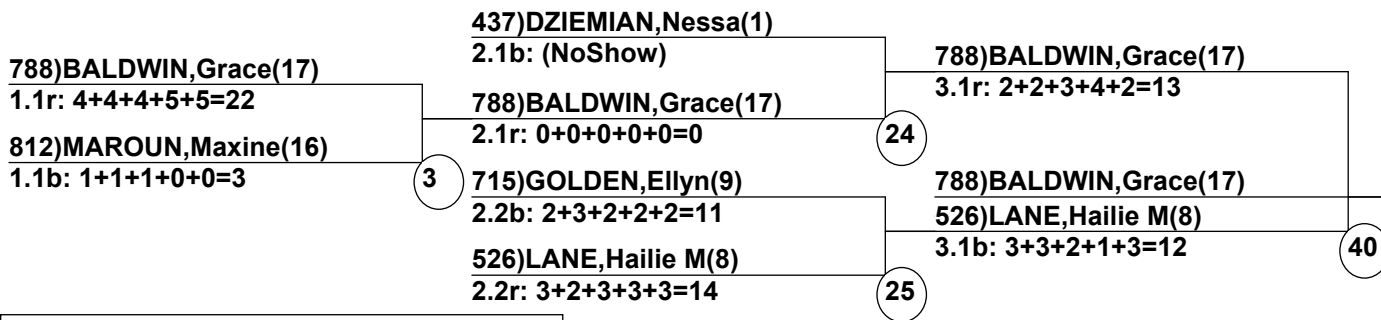 788)BALDWIN,Grace(17)
1.1r: 4+4+4+5+5=22
812)MAROUN,Maxine(16)
1.1b: 1+1+1+0+0=3
3
437)DZIEMIAN,Nessa(1)
2.1b: (NoShow)
788)BALDWIN,Grace(17)
2.1r: 0+0+0+0+0=0
24
715)GOLDEN,Ellyn(9)
2.2b: 2+3+2+2+2=11
526)LANE,Hailie M(8)
2.2r: 3+2+3+3+3=14
25
788)BALDWIN,Grace(17)
3.1r: 2+2+3+4+2=13
788)BALDWIN,Grace(17)
526)LANE,Hailie M(8)
3.1b: 3+3+2+1+3=12
40